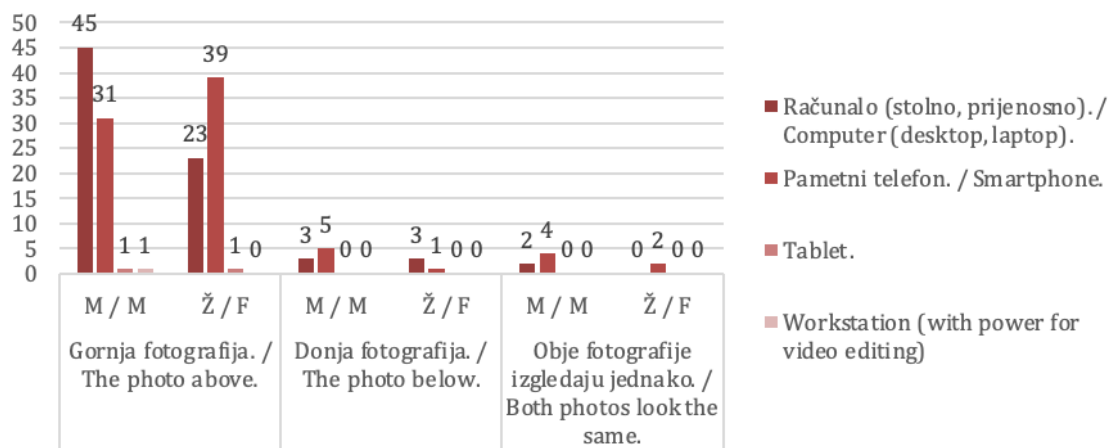 50
45
40
35
30
25
20
15
10
5
0
45
31
1 1
23
39
1 0
3 5 0 0
3 1 0 0
2 4 0 0
0 2 0 0
M / M
Ž / F
M / M
Ž / F
M / M
Ž / F
Gornja fotografija. /
The photo above.
Donja fotografija. /
The photo below.
Obje fotografije
izgledaju jednako. /
Both photos look the
same.
Računalo (stolno, prijenosno). /
Computer (desktop, laptop).
Pametni telefon. / Smartphone.
Tablet.
Workstation (with power for
video editing)